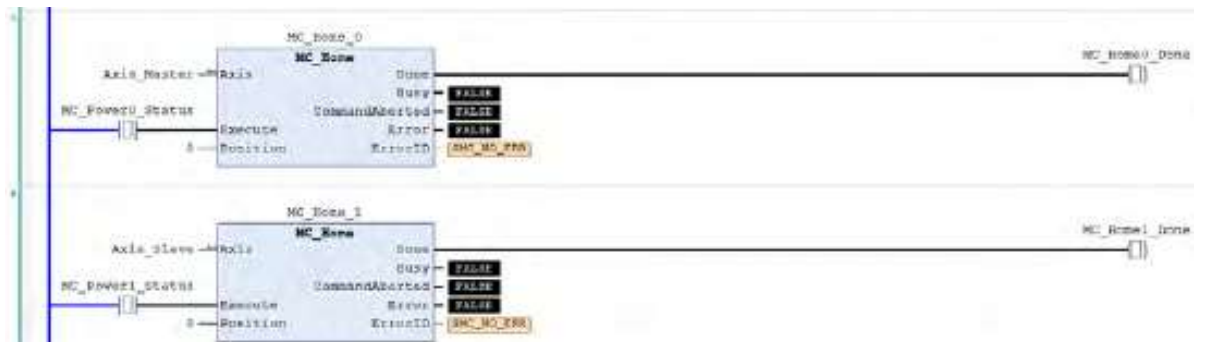 MC_Home_0
MC_Home
MC_Home0_Done
Axis_Master Axis Done
Busy FALSE
MC_Power0_Status CommandAborted FALSE
Execute Error FALSE
0 Position ErrorID SMC_NO_ERR
MC_Home_1
MC_Home
MC_Home1_Done
Axis_Slave Axis Done
Busy FALSE
MC_Power1_Status CommandAborted FALSE
Execute Error FALSE
0 Position ErrorID SMC_NO_ERR